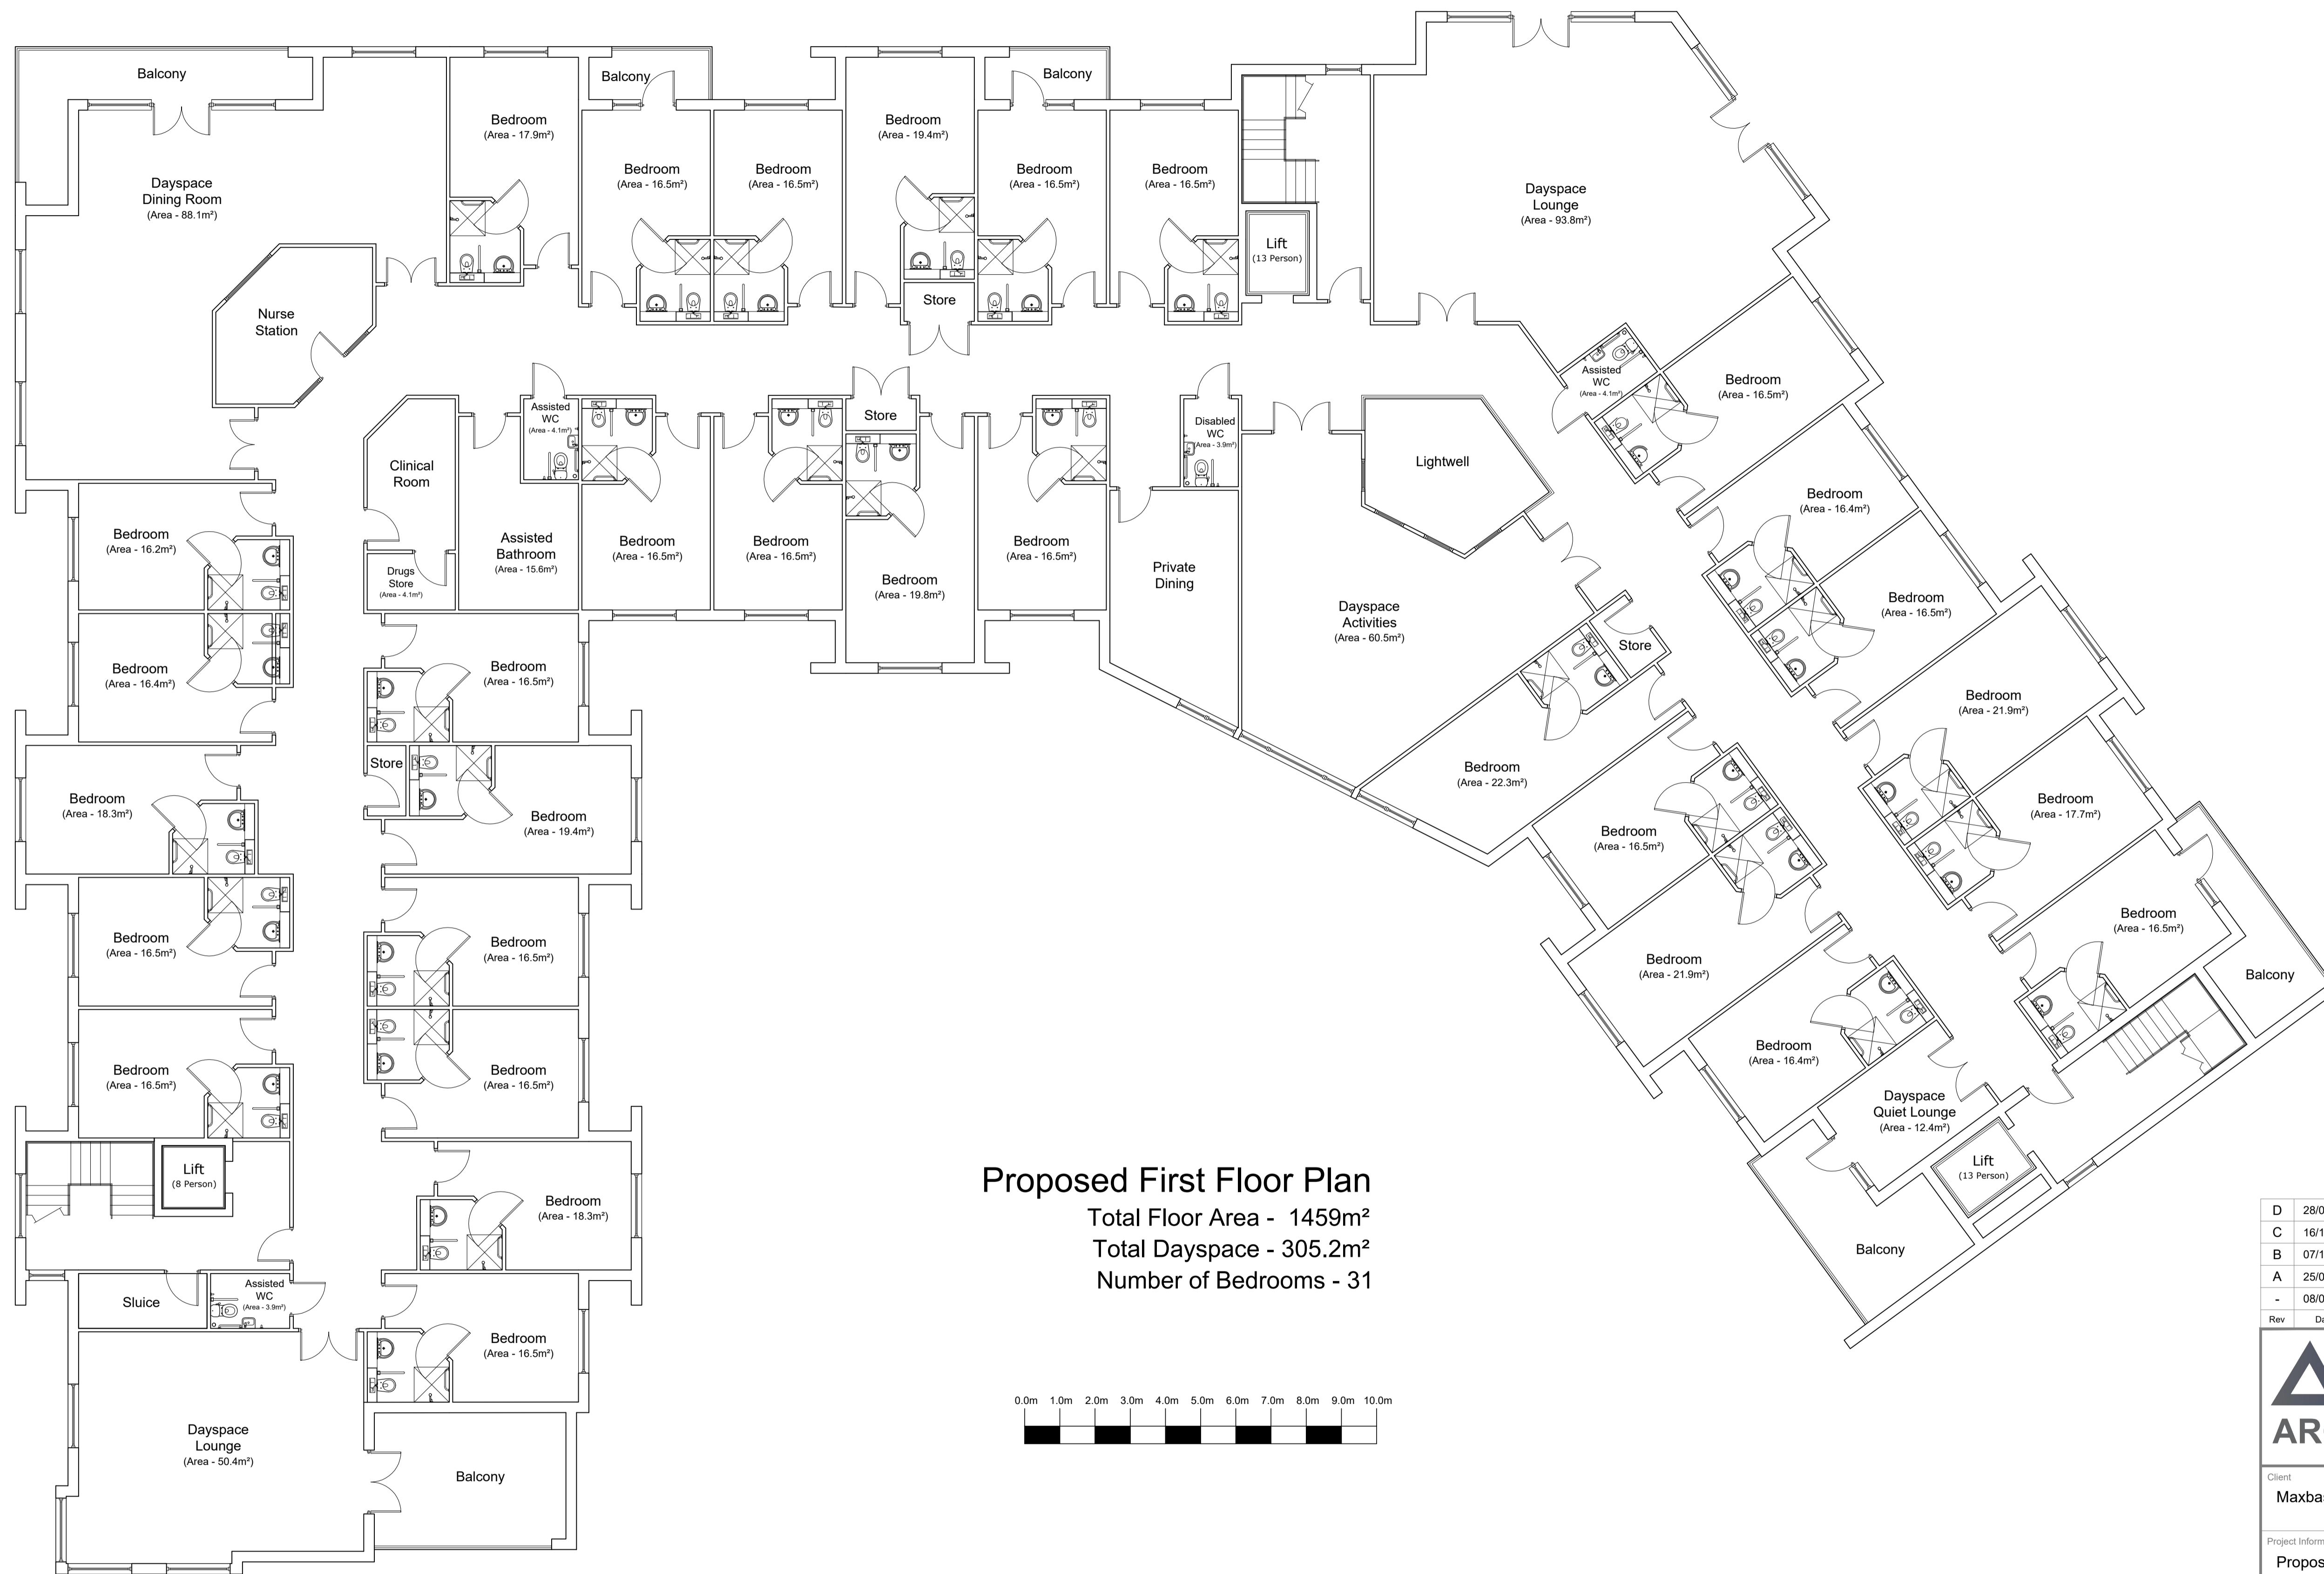 Balcony
Balcony
Balcony
Dayspace
Dining Room
(Area - 88.1m²)
Bedroom
(Area - 17.9m²)
Bedroom
(Area - 16.5m²)
Bedroom
(Area - 16.5m²)
Bedroom
(Area - 19.4m²)
Bedroom
(Area - 16.5m²)
Bedroom
(Area - 16.5m²)
Lift
(13 Person)
Dayspace
Lounge
(Area - 93.8m²)
Nurse
Station
Store
Assisted
WC
(Area - 4.1m²)
Bedroom
(Area - 16.5m²)
Clinical
Room
Drugs
Store
(Area - 4.1m²)
Assisted
WC
(Area - 4.1m²)
Assisted
Bathroom
(Area - 15.6m²)
Bedroom
(Area - 16.5m²)
Bedroom
(Area - 16.5m²)
Store
Bedroom
(Area - 19.8m²)
Bedroom
(Area - 16.5m²)
Private
Dining
Disabled
WC
(Area - 3.9m²)
Lightwell
Dayspace
Activities
(Area - 60.5m²)
Bedroom
(Area - 16.4m²)
Bedroom
(Area - 16.5m²)
Store
Bedroom
(Area - 21.9m²)
Bedroom
(Area - 22.3m²)
Bedroom
(Area - 17.7m²)
Bedroom
(Area - 16.5m²)
Bedroom
(Area - 16.5m²)
Bedroom
(Area - 21.9m²)
Balcony
Bedroom
(Area - 16.4m²)
Dayspace
Quiet Lounge
(Area - 12.4m²)
Lift
(13 Person)
Balcony
Bedroom
(Area - 16.2m²)
Bedroom
(Area - 16.4m²)
Bedroom
(Area - 16.5m²)
Store
Bedroom
(Area - 18.3m²)
Bedroom
(Area - 19.4m²)
Bedroom
(Area - 16.5m²)
Bedroom
(Area - 16.5m²)
Bedroom
(Area - 16.5m²)
Bedroom
(Area - 16.5m²)
Lift
(8 Person)
Bedroom
(Area - 18.3m²)
Sluice
Assisted
WC
(Area - 3.9m²)
Bedroom
(Area - 16.5m²)
Dayspace
Lounge
(Area - 50.4m²)
Balcony
Proposed First Floor Plan
Total Floor Area - 1459m²
Total Dayspace - 305.2m²
Number of Bedrooms - 31
0.0m 1.0m 2.0m 3.0m 4.0m 5.0m 6.0m 7.0m 8.0m 9.0m 10.0m
D 28/0
C 16/1
B 07/1
A 25/0
- 08/0
Rev Da
AR
Client
Maxba
Project Inform
Propos